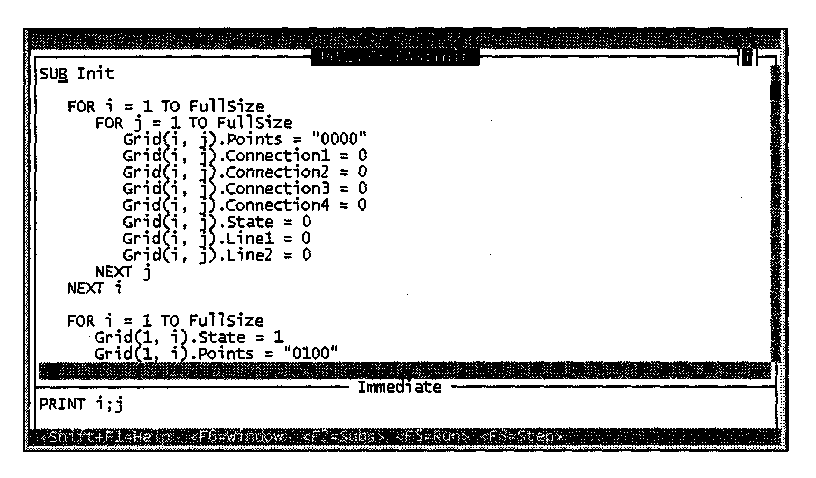 SUB Init
FOR i = 1 TO FullSize
FOR j = 1 TO FullSize
Grid(i, j).Points = "0000"
Grid(i, j).Connection1 = 0
Grid(i, j).Connection2 = 0
Grid(i, j).Connection3 = 0
Grid(i, j).Connection4 = 0
Grid(i, j).State = 0
Grid(i, j).Line1 = 0
Grid(i, j).Line2 = 0
NEXT j
NEXT i
FOR i = 1 TO FullSize
Grid(1, i).State = 1
Grid(1, i).Points = "0100"
Immediate
PRINT i;j
<Shift+F1=Help> <F6=Window> <F2=Subs> <F5=Run> <F8=Step>